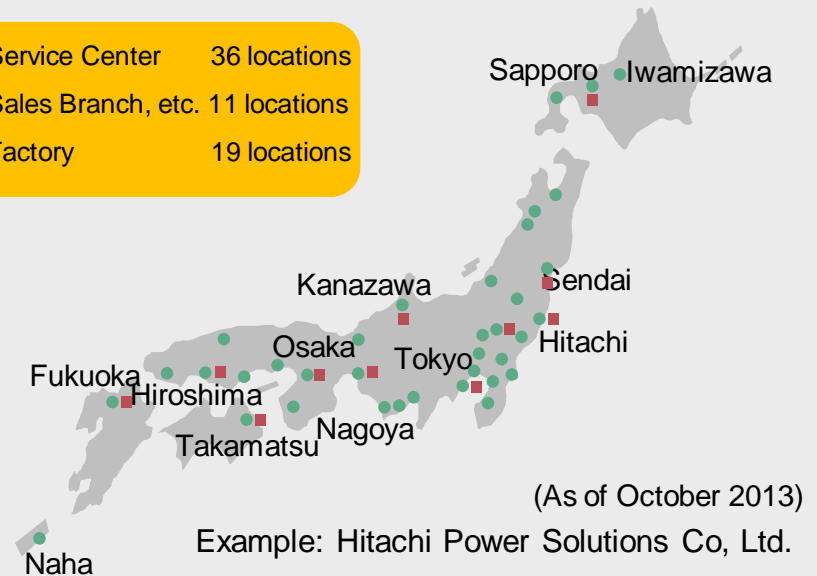 Service Center 36 locations
Sales Branch, etc. 11 locations
Factory 19 locations
Sapporo
Iwamizawa
Sendai
Kanazawa
Hitachi
Osaka
Tokyo
Fukuoka
Hiroshima
Nagoya
Takamatsu
(As of October 2013)
Example: Hitachi Power Solutions Co, Ltd.
Naha